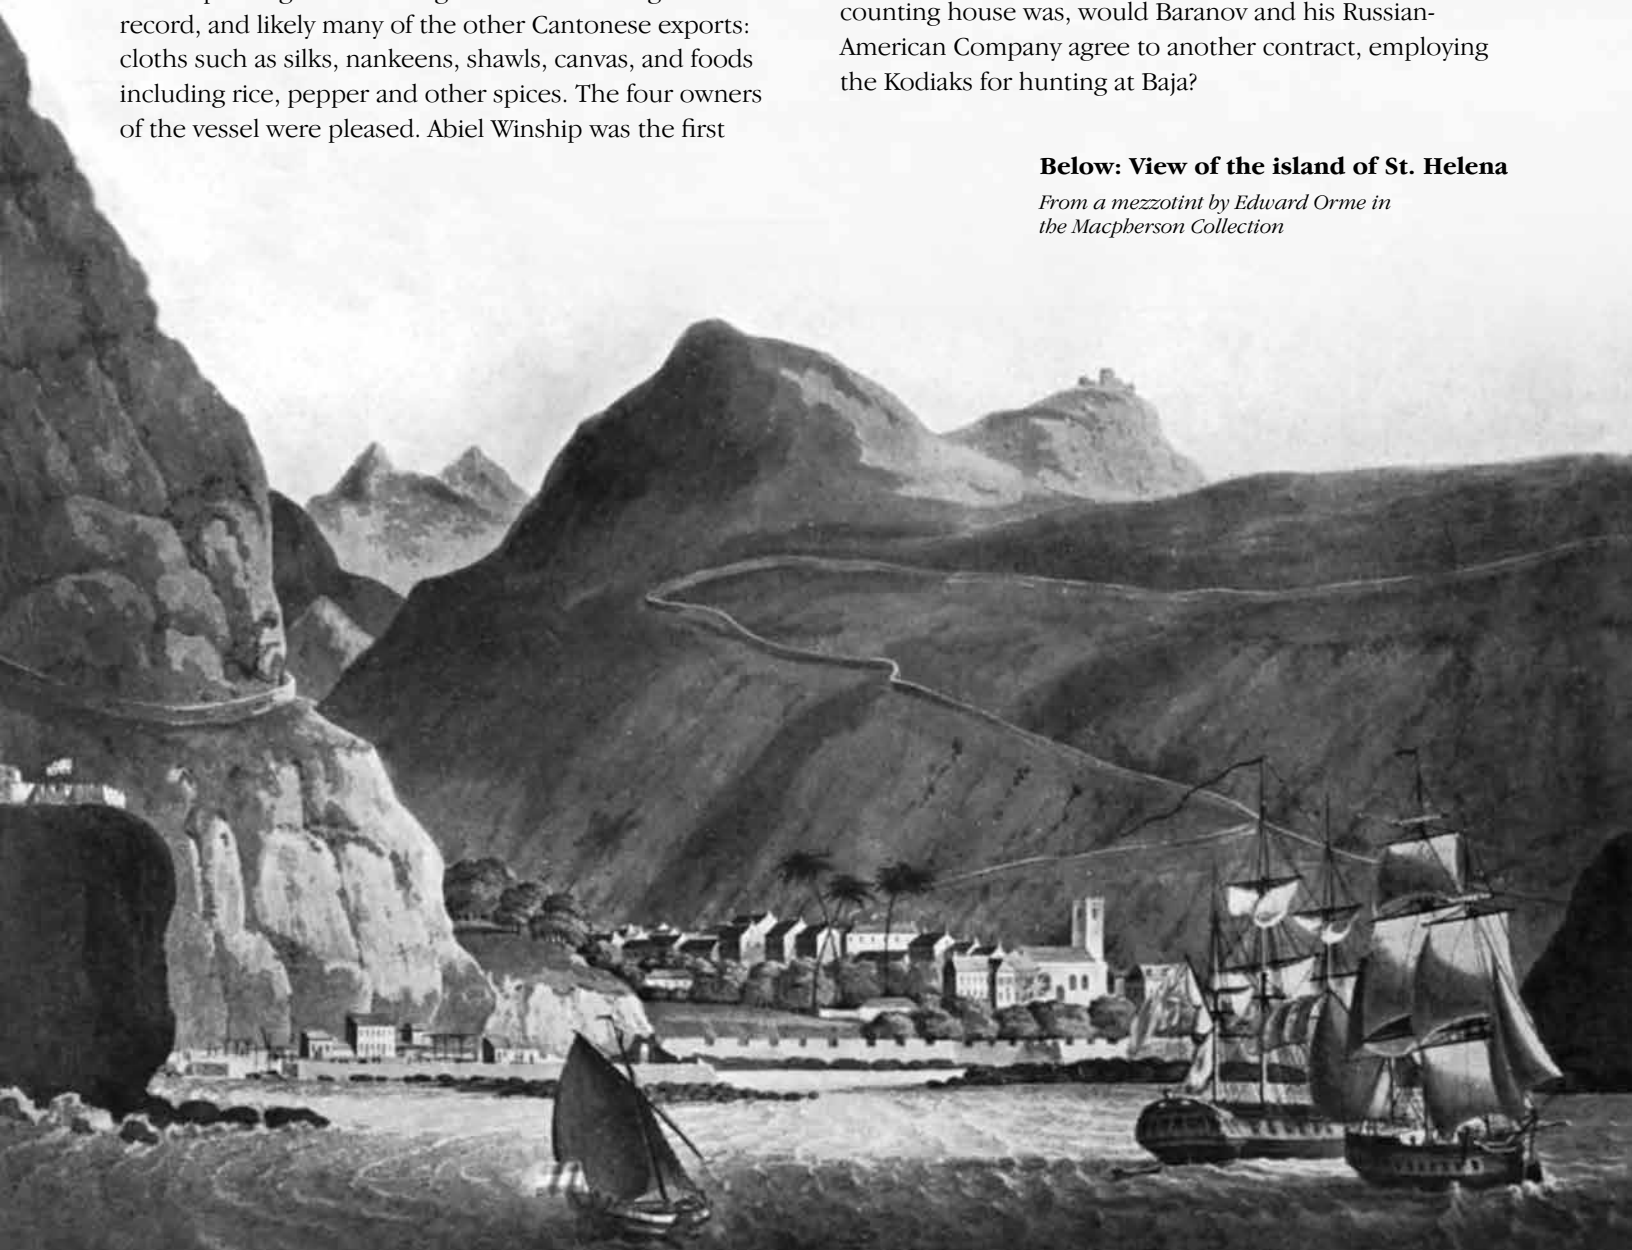 record, and likely many of the other Cantonese exports:
cloths such as silks, nankeens, shawls, canvas, and foods
including rice, pepper and other spices. The four owners
of the vessel were pleased. Abiel Winship was the first
counting house was, would Baranov and his Russian-
American Company agree to another contract, employing
the Kodiaks for hunting at Baja?
Below: View of the island of St. Helena
From a mezzotint by Edward Orme in
the Macpherson Collection